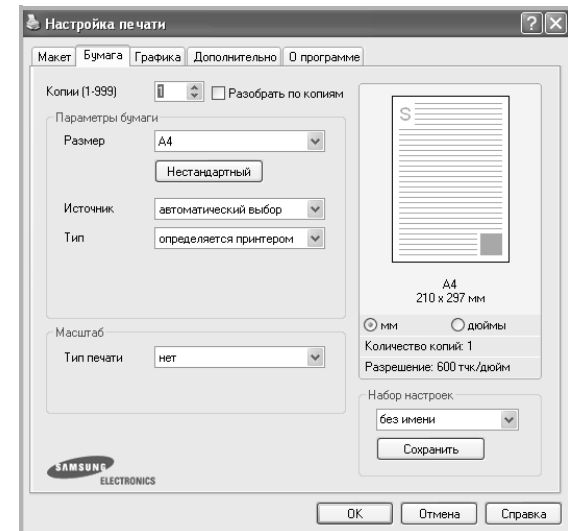 Настройка печати
Макет Бумага Графика Дополнительно О программе
Копии (1-999) 1 Разобрать по копиям
Параметры бумаги
Размер A4
Нестандартный
Источник автоматический выбор
Тип определяется принтером
Масштаб
Тип печати нет
S
A4
210 x 297 мм
мм дюймы
Количество копий: 1
Разрешение: 600 тчк/дюйм
Набор настроек
без имени
Сохранить
SAMSUNG
ELECTRONICS
OK Отмена Справка